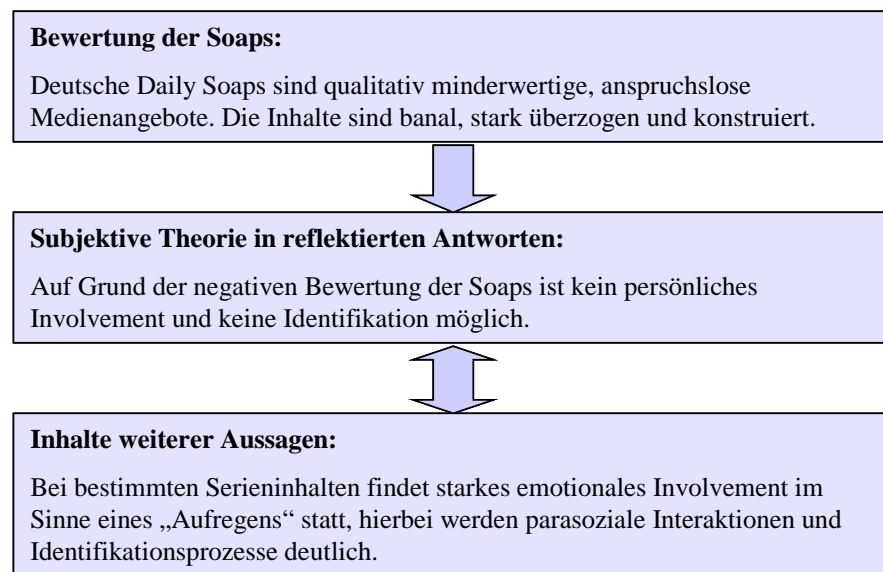 Bewertung der Soaps:
Deutsche Daily Soaps sind qualitativ minderwertige, anspruchslose
Medienangebote. Die Inhalte sind banal, stark überzogen und konstruiert.
Subjektive Theorie in reflektierten Antworten:
Auf Grund der negativen Bewertung der Soaps ist kein persönliches
Involvement und keine Identifikation möglich.
Inhalte weiterer Aussagen:
Bei bestimmten Serieninhalten findet starkes emotionales Involvement im
Sinne eines „Aufregens“ statt, hierbei werden parasoziale Interaktionen und
Identifikationsprozesse deutlich.